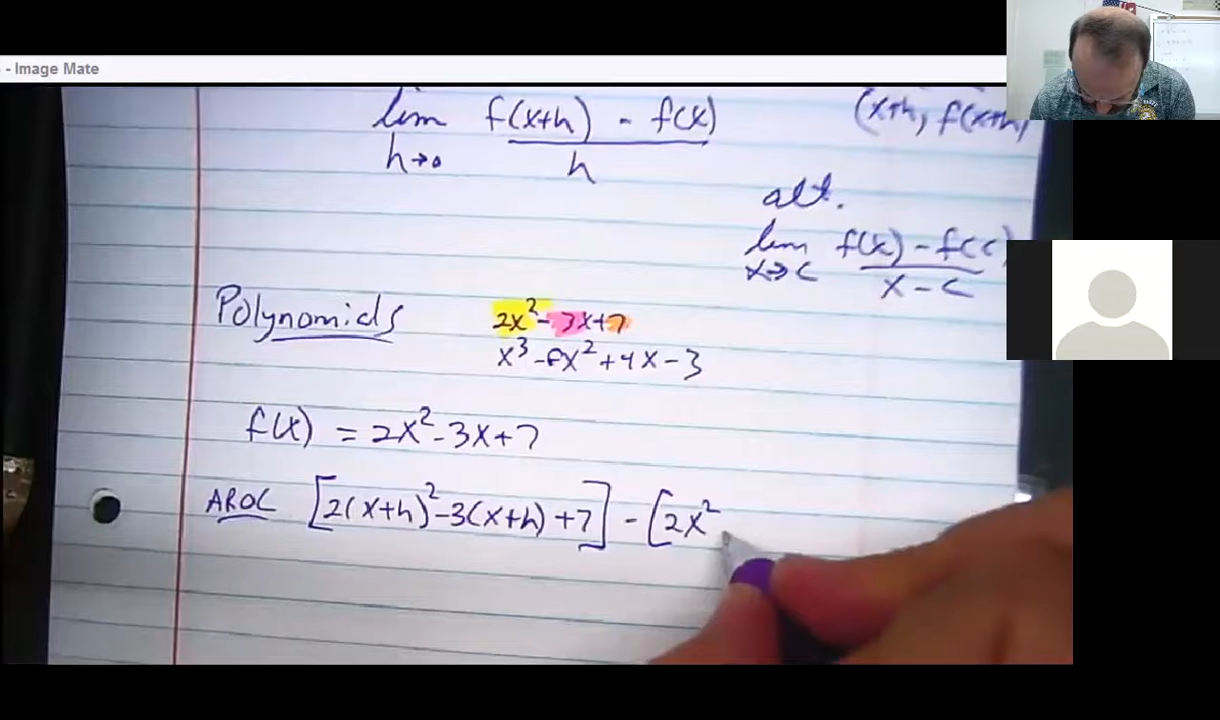 - Image Mate
lim f(x+h) - f(x)
h→0 h
(x+h, f(x+h)
alt.
lim f(x) - f(c)
x→c x - c
Polynomials 2x² - 3x + 7
x³ - 8x² + 4x - 3
f(x) = 2x² - 3x + 7
AROC [2(x+h)² - 3(x+h) + 7] - [2x²